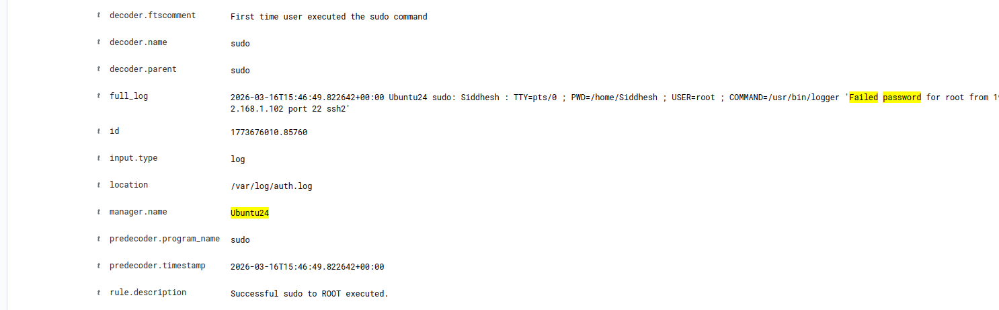 t decoder.ftscomment First time user executed the sudo command
t decoder.name sudo
t decoder.parent sudo
t full_log 2026-03-16T15:46:49.822642+00:00 Ubuntu24 sudo: Siddhesh : TTY=pts/0 ; PWD=/home/Siddhesh ; USER=root ; COMMAND=/usr/bin/logger 'Failed password for root from 19
2.168.1.102 port 22 ssh2'
t id 1773676010.85760
t input.type log
t location /var/log/auth.log
t manager.name Ubuntu24
t predecoder.program_name sudo
t predecoder.timestamp 2026-03-16T15:46:49.822642+00:00
t rule.description Successful sudo to ROOT executed.